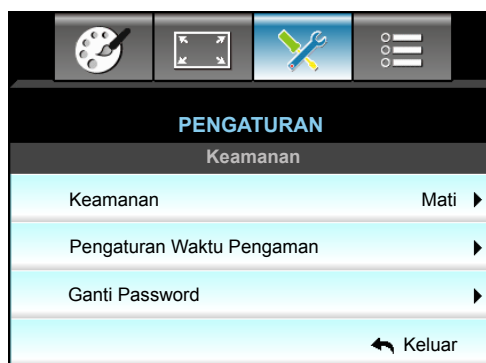 PENGATURAN
Keamanan
Keamanan Mati
Pengaturan Waktu Pengaman
Ganti Password
Keluar